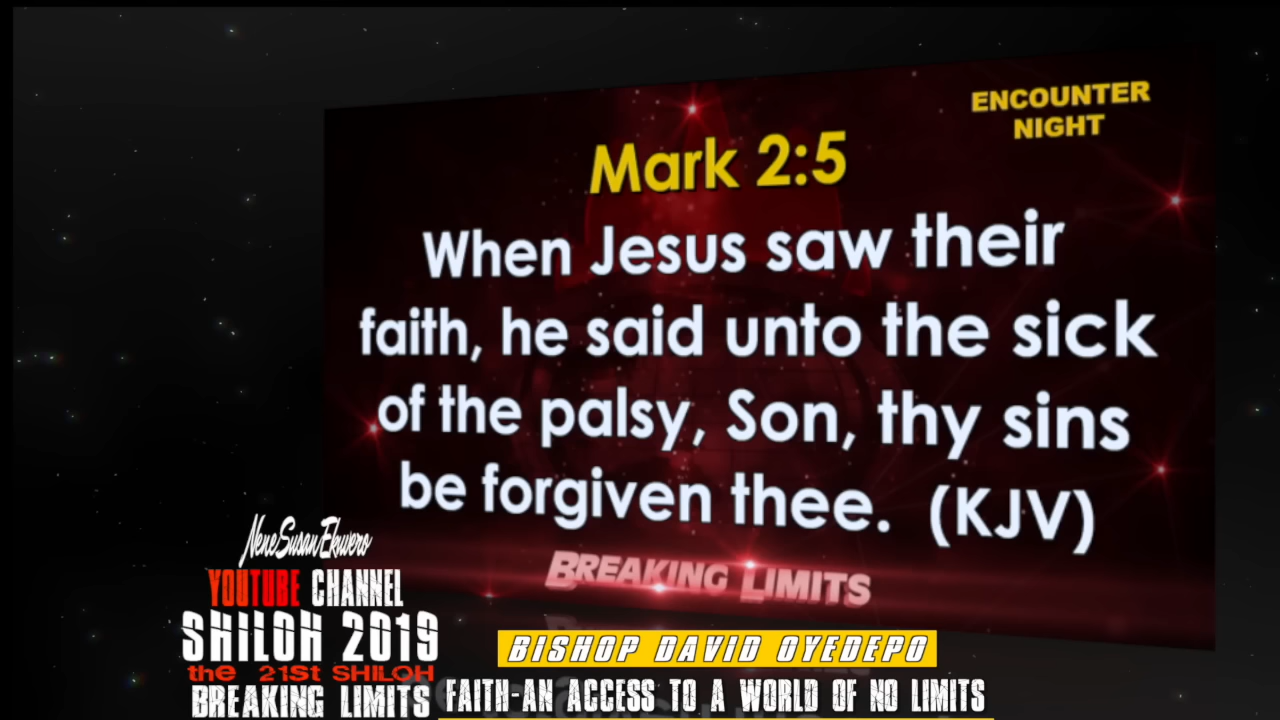 ENCOUNTER
NIGHT
Mark 2:5
When Jesus saw their
faith, he said unto the sick
of the palsy, Son, thy sins
be forgiven thee. (KJV)
BREAKING LIMITS
NeneSusanEkwero
YOUTUBE CHANNEL
SHILOH 2019
the 21st SHILOH
BREAKING LIMITS
BISHOP DAVID OYEDEPO
FAITH-AN ACCESS TO A WORLD OF NO LIMITS